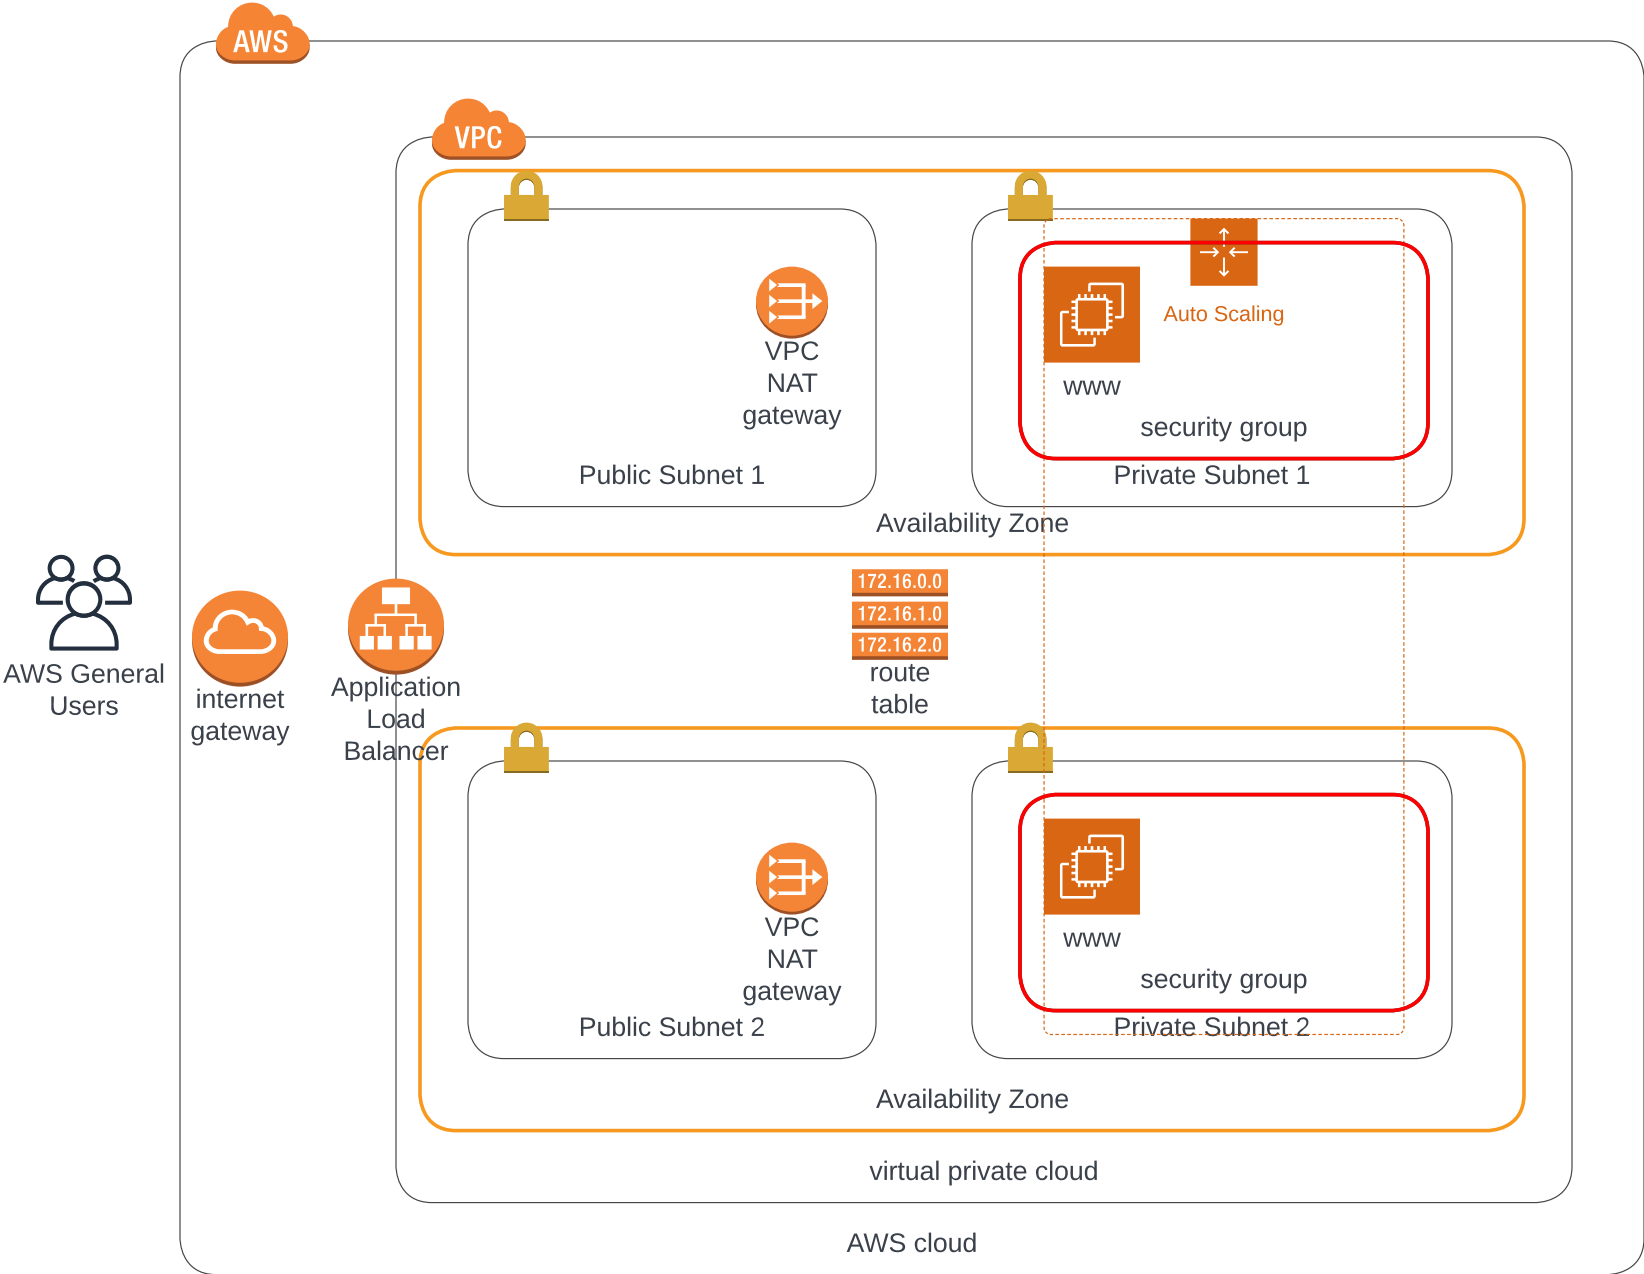 AWS
VPC
VPC
NAT
gateway
Public Subnet 1
Auto Scaling
www
security group
Private Subnet 1
Availability Zone
AWS General
Users
internet
gateway
Application
Load
Balancer
172.16.0.0
172.16.1.0
172.16.2.0
route
table
VPC
NAT
gateway
Public Subnet 2
www
security group
Private Subnet 2
Availability Zone
virtual private cloud
AWS cloud